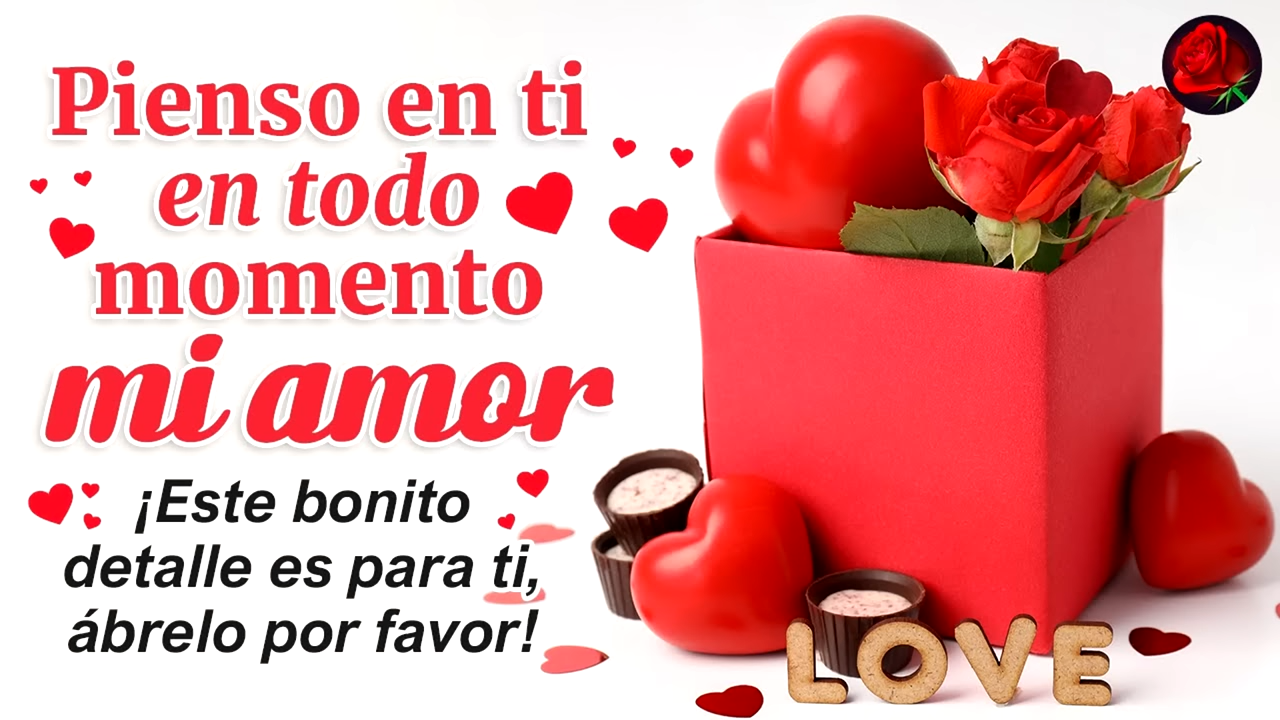 Pienso en ti
en todo
momento
mi amor
¡Este bonito
detalle es para ti,
ábrelo por favor!
LOVE